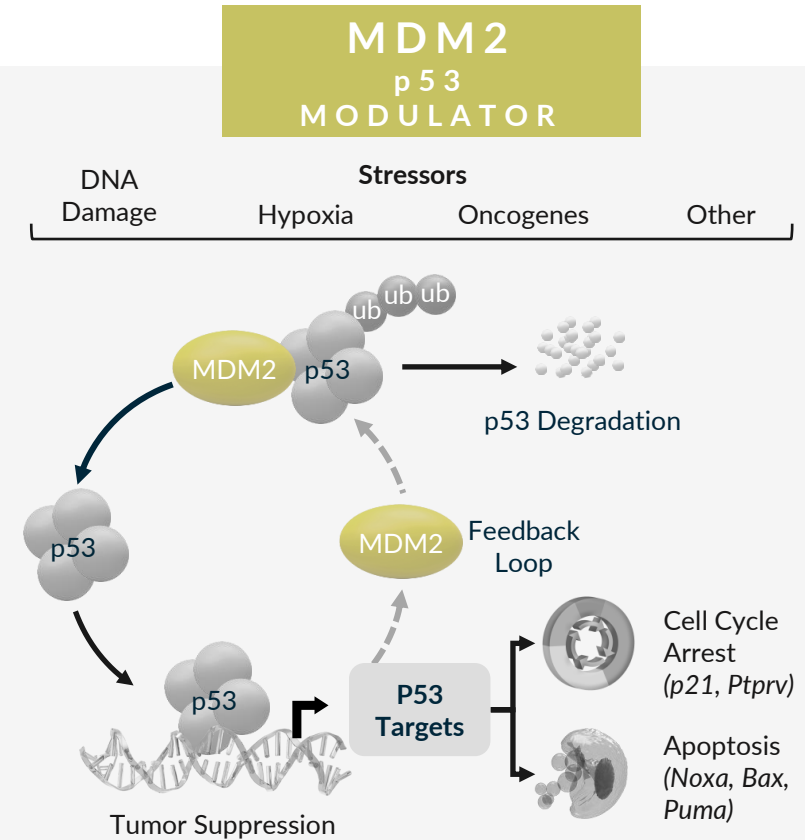 MDM2
p53
MODULATOR
Stressors
DNA
Damage
Hypoxia
Oncogenes
Other
ub
ub
ub
MDM2
p53
p53 Degradation
p53
MDM2
Feedback
Loop
p53
P53
Targets
Cell Cycle
Arrest
(p21, Ptprv)
Apoptosis
(Noxa, Bax,
Puma)
Tumor Suppression